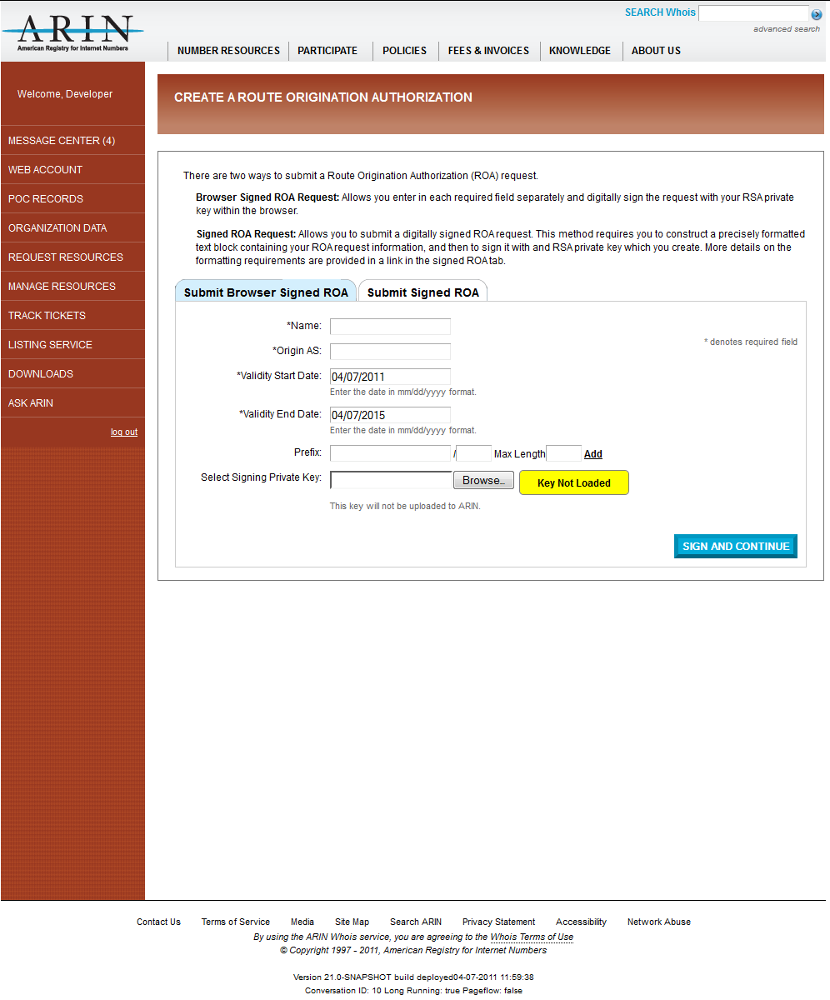 ARIN
American Registry for Internet Numbers
SEARCH Whois
advanced search
NUMBER RESOURCES PARTICIPATE POLICIES FEES & INVOICES KNOWLEDGE ABOUT US
Welcome, Developer
MESSAGE CENTER (4)
WEB ACCOUNT
POC RECORDS
ORGANIZATION DATA
REQUEST RESOURCES
MANAGE RESOURCES
TRACK TICKETS
LISTING SERVICE
DOWNLOADS
ASK ARIN
log out
CREATE A ROUTE ORIGINATION AUTHORIZATION
There are two ways to submit a Route Origination Authorization (ROA) request.
Browser Signed ROA Request: Allows you enter in each required field separately and digitally sign the request with your RSA private
key within the browser.
Signed ROA Request: Allows you to submit a digitally signed ROA request. This method requires you to construct a precisely formatted
text block containing your ROA request information, and then to sign it with and RSA private key which you create. More details on the
formatting requirements are provided in a link in the signed ROA tab.
Submit Browser Signed ROA Submit Signed ROA
*Name:
* denotes required field
*Origin AS:
*Validity Start Date: 04/07/2011
Enter the date in mm/dd/yyyy format.
*Validity End Date: 04/07/2015
Enter the date in mm/dd/yyyy format.
Prefix: / Max Length Add
Select Signing Private Key: Browse... Key Not Loaded
This key will not be uploaded to ARIN.
SIGN AND CONTINUE
Contact Us Terms of Service Media Site Map Search ARIN Privacy Statement Accessibility Network Abuse
By using the ARIN Whois service, you are agreeing to the Whois Terms of Use
© Copyright 1997 - 2011, American Registry for Internet Numbers
Version 21.0-SNAPSHOT build deployed04-07-2011 11:59:38
Conversation ID: 10 Long Running: true Pageflow: false